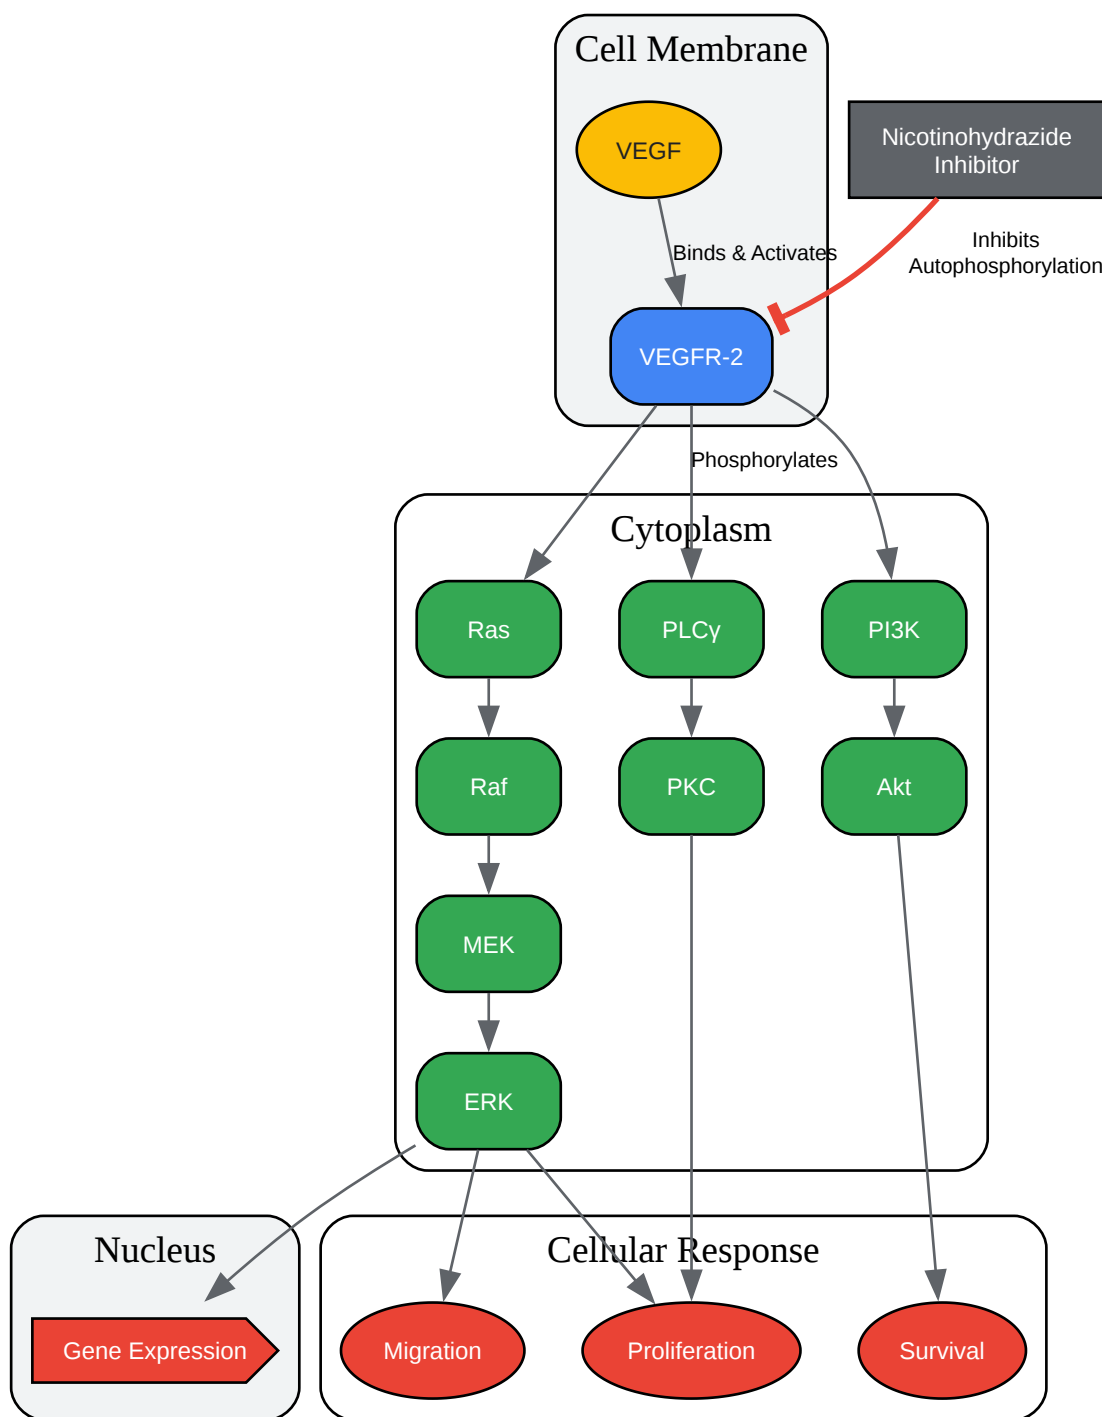 Cell Membrane
VEGF
Nicotinohydrazide
Inhibitor
Binds & Activates
Inhibits
Autophosphorylation
VEGFR-2
Phosphorylates
Cytoplasm
Ras
PLCγ
PI3K
Raf
PKC
Akt
MEK
ERK
Nucleus
Cellular Response
Gene Expression
Migration
Proliferation
Survival